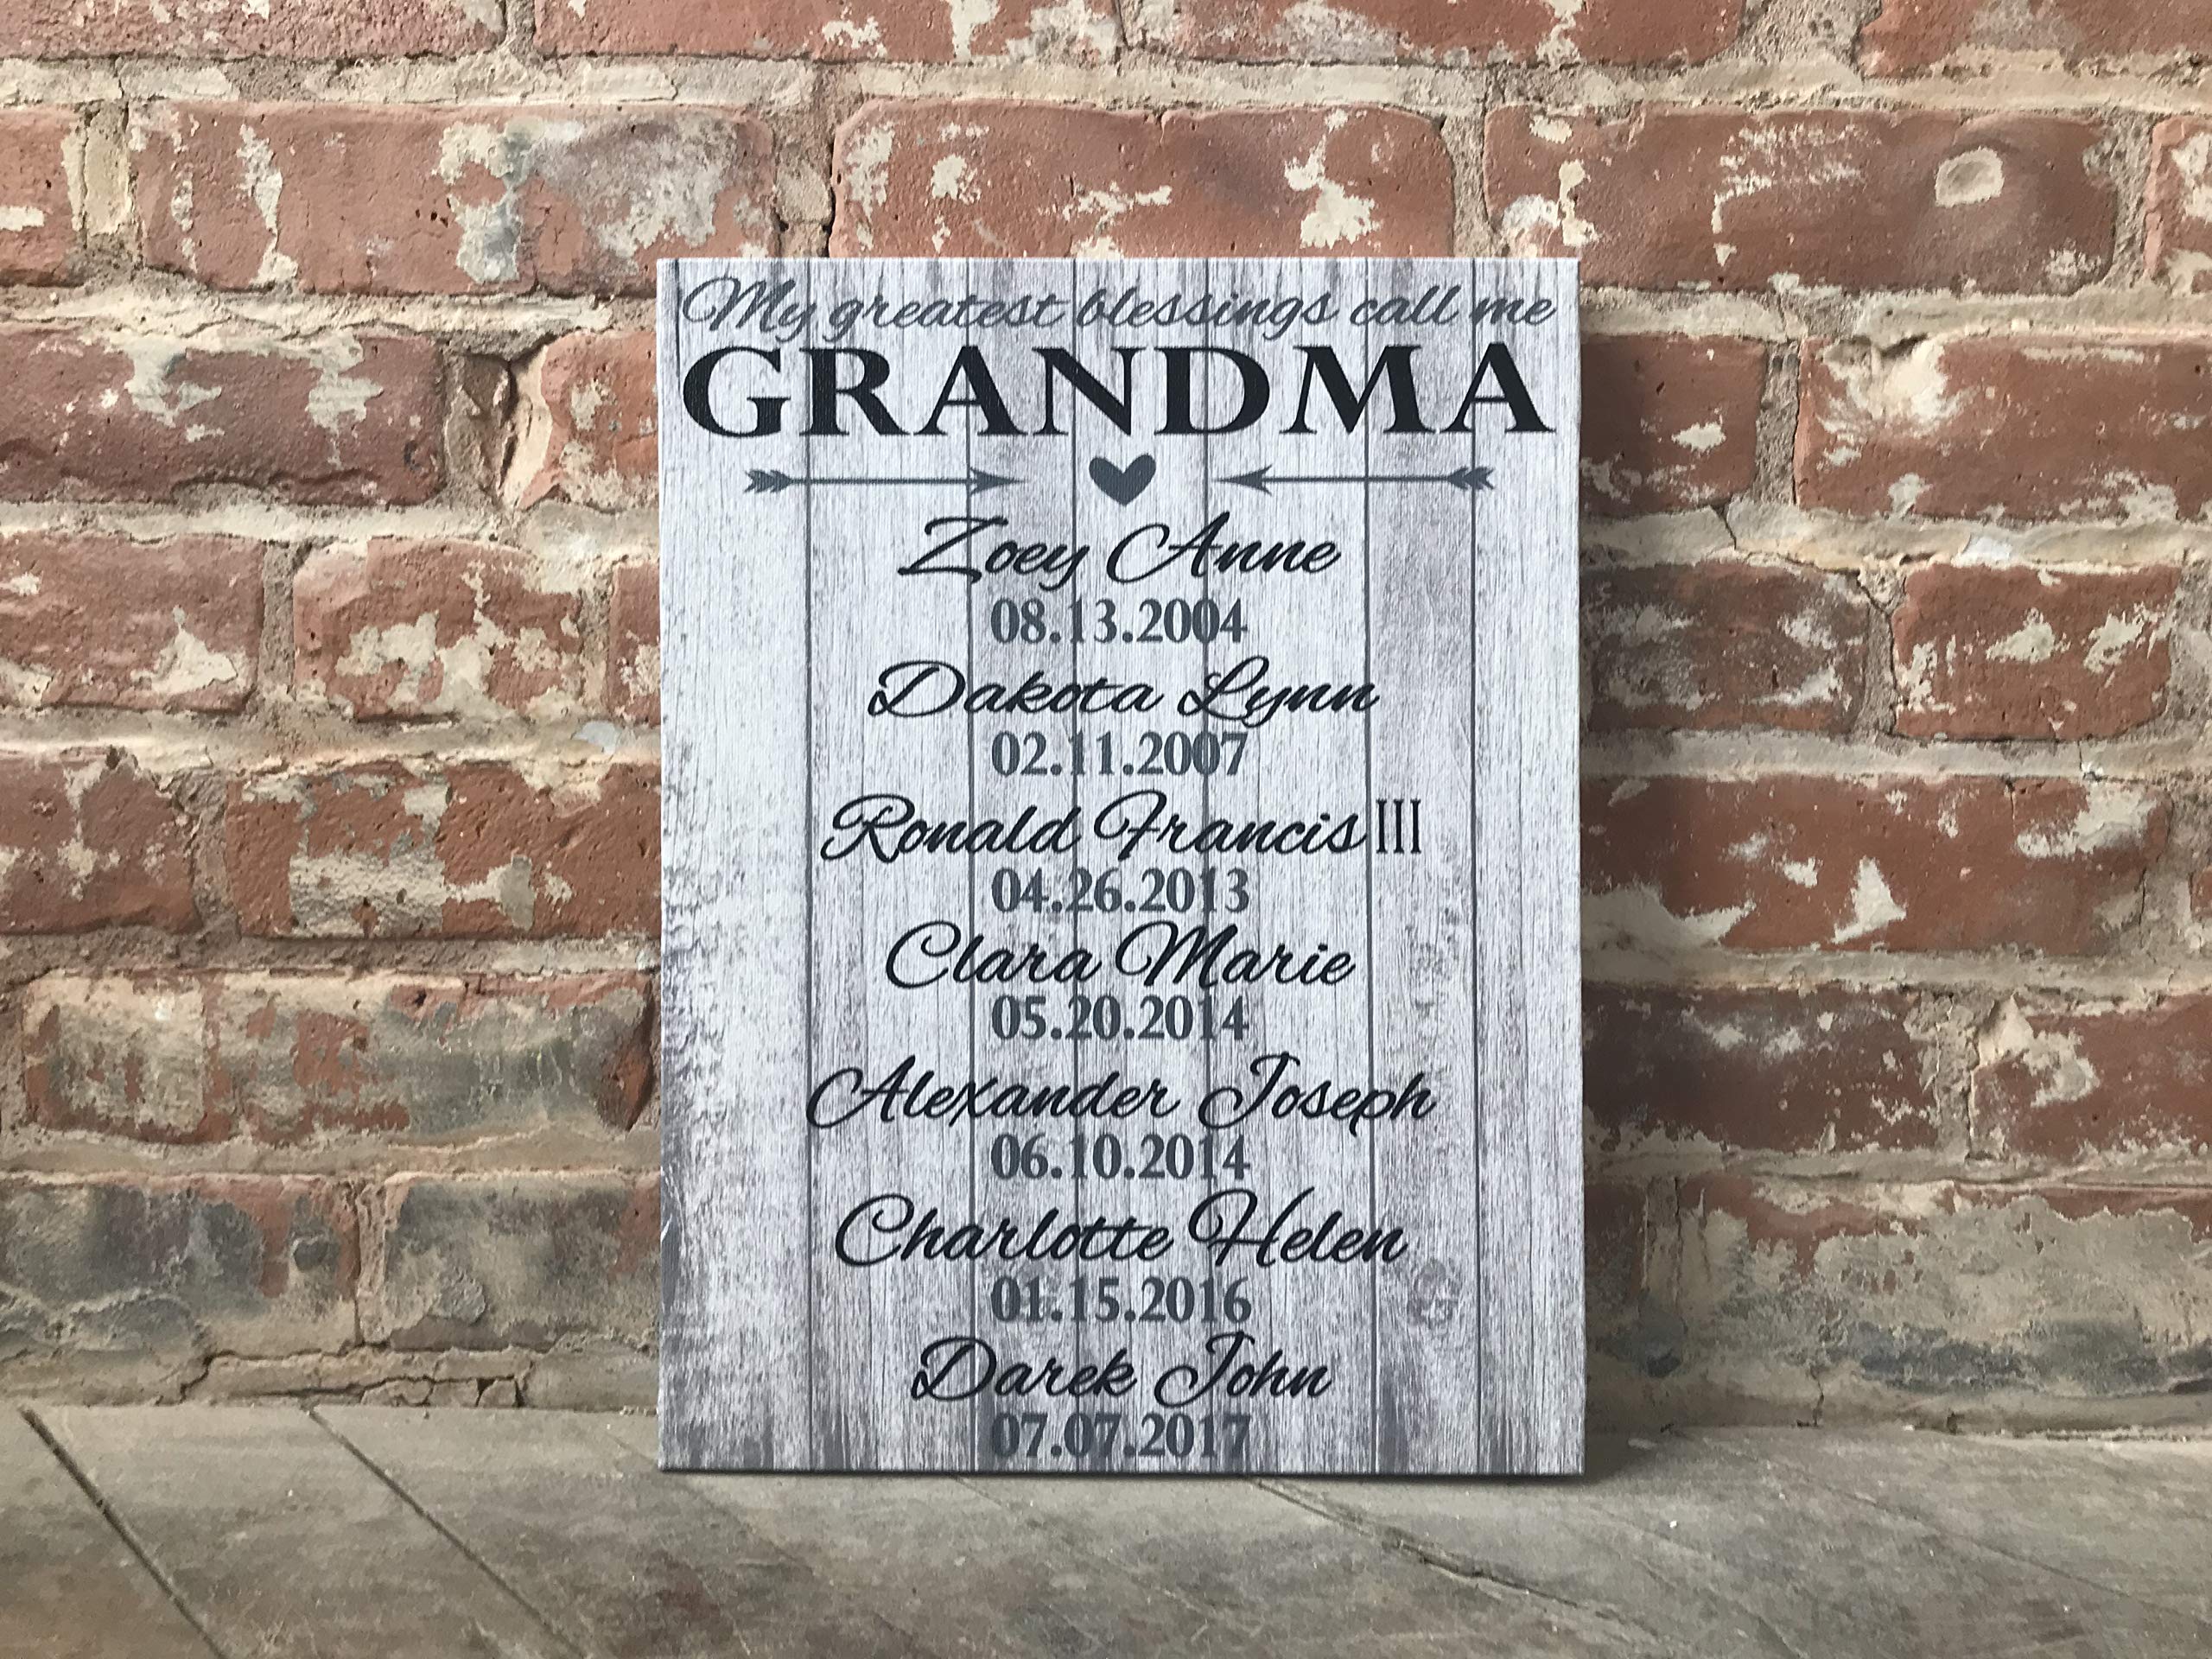 My greatest blessings call me
GRANDMA
Zoey Anne
08.13.2004
Dakota Lynn
02.11.2007
Ronald Francis III
04.26.2013
Clara Marie
05.20.2014
Alexander Joseph
06.10.2014
Charlotte Helen
01.15.2016
Darek John
07.07.2017